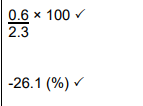 0.6 × 100 ✓
2.3
-26.1 (%) ✓